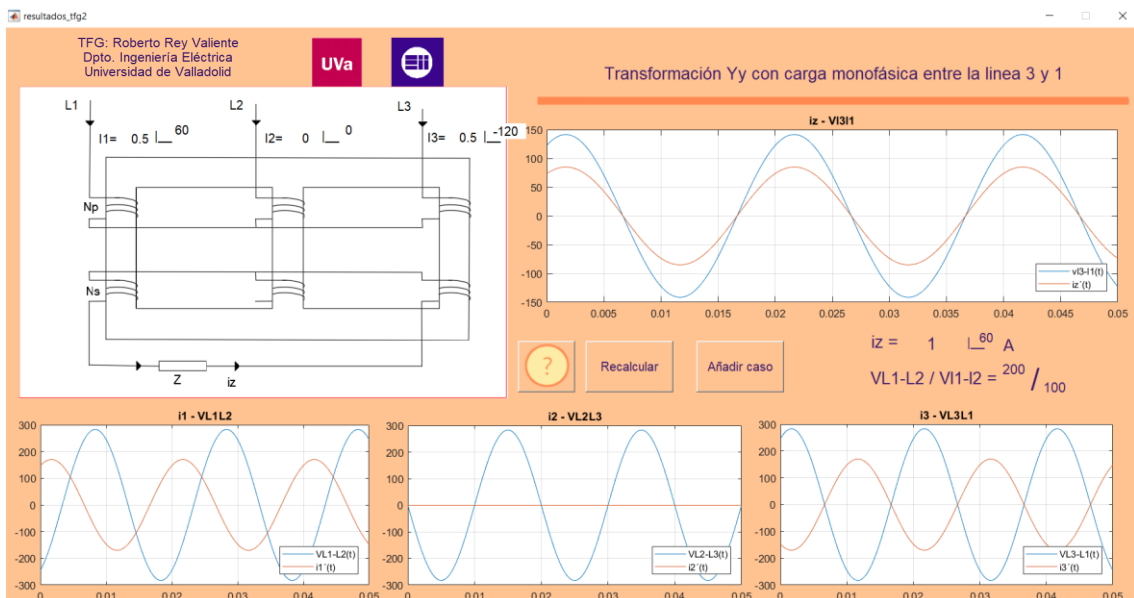 resultados_tfg2
TFG: Roberto Rey Valiente
Dpto. Ingeniería Eléctrica
Universidad de Valladolid
UVa
Transformación Yy con carga monofásica entre la linea 3 y 1
L1
L2
L3
I1= 0.5 |__ 60
I2= 0 |__ 0
I3= 0.5 |__ -120
Np
Ns
Z
iz
iz - Vl3l1
150
100
50
0
-50
-100
-150
0 0.005 0.01 0.015 0.02 0.025 0.03 0.035 0.04 0.045 0.05
vl3-l1(t)
iz´(t)
?
Recalcular
Añadir caso
iz = 1 |__ 60 A
VL1-L2 / Vl1-l2 = 200 / 100
i1 - VL1L2
300
200
100
0
-100
-200
-300
0 0.01 0.02 0.03 0.04 0.05
VL1-L2(t)
i1´(t)
i2 - VL2L3
300
200
100
0
-100
-200
-300
0 0.01 0.02 0.03 0.04 0.05
VL2-L3(t)
i2´(t)
i3 - VL3L1
300
200
100
0
-100
-200
-300
0 0.01 0.02 0.03 0.04 0.05
VL3-L1(t)
i3´(t)